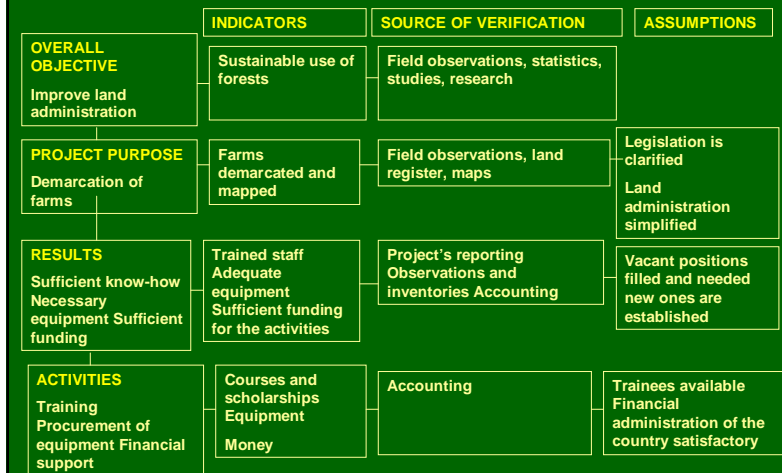 INDICATORS
SOURCE OF VERIFICATION
ASSUMPTIONS
OVERALL
OBJECTIVE
Improve land
administration
Sustainable use of
forests
Field observations, statistics,
studies, research
PROJECT PURPOSE
Demarcation of
farms
Farms
demarcated and
mapped
Field observations, land
register, maps
Legislation is
clarified
Land
administration
simplified
RESULTS
Sufficient know-how
Necessary
equipment Sufficient
funding
Trained staff
Adequate
equipment
Sufficient funding
for the activities
Project's reporting
Observations and
inventories Accounting
Vacant positions
filled and needed
new ones are
established
ACTIVITIES
Training
Procurement of
equipment Financial
support
Courses and
scholarships
Equipment
Money
Accounting
Trainees available
Financial
administration of the
country satisfactory